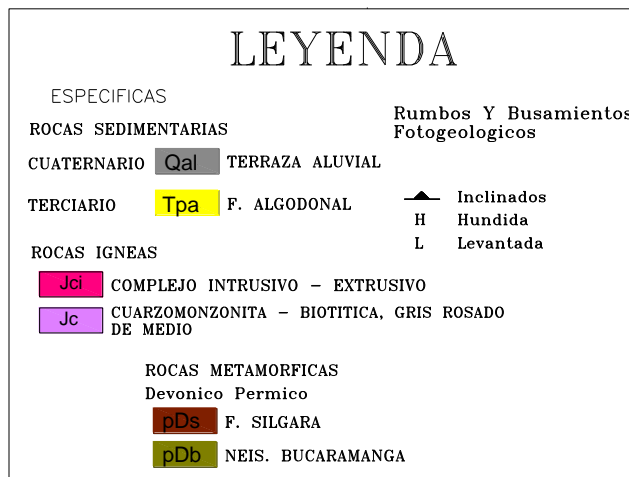 LEYENDA
ESPECIFICAS
Rumbos Y Busamientos
Fotogeologicos
ROCAS SEDIMENTARIAS
CUATERNARIO Qal TERRAZA ALUVIAL
TERCIARIO Tpa F. ALGODONAL
Inclinados
H Hundida
L Levantada
ROCAS IGNEAS
Jci COMPLEJO INTRUSIVO – EXTRUSIVO
Jc CUARZOMONZONITA – BIOTITICA, GRIS ROSADO
DE MEDIO
ROCAS METAMORFICAS
Devonico Permico
pDs F. SILGARA
pDb NEIS. BUCARAMANGA